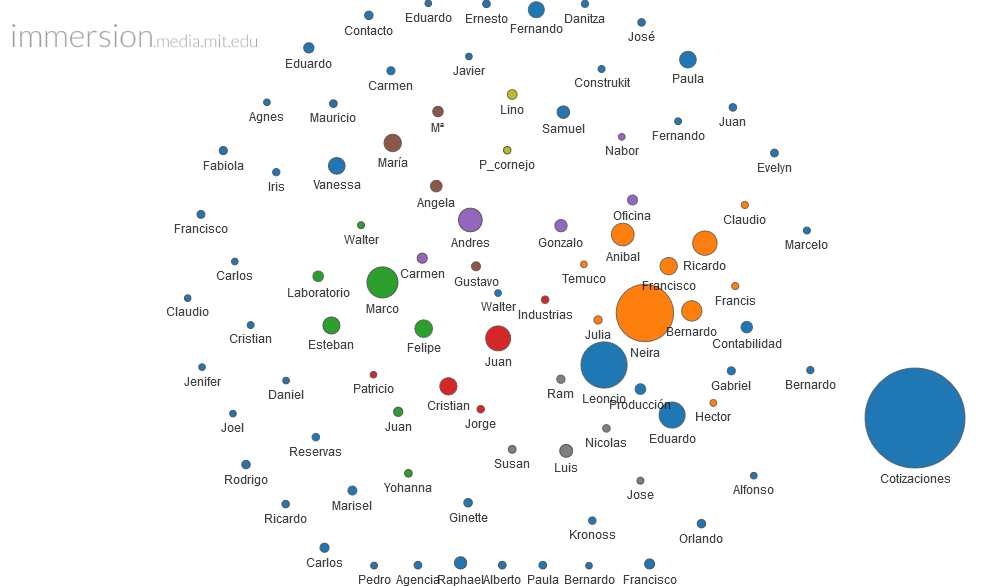 immersion.media.mit.edu
Eduardo
Ernesto
Danitza
Contacto
Fernando
José
Eduardo
Javier
Carmen
Construkit
Paula
Agnes
Mauricio
Lino
Mª
Samuel
Fernando
Juan
Nabor
Fabiola
María
P_cornejo
Evelyn
Iris
Vanessa
Angela
Oficina
Claudio
Francisco
Walter
Andres
Gonzalo
Anibal
Marcelo
Carlos
Carmen
Gustavo
Temuco
Ricardo
Laboratorio
Francisco
Claudio
Marco
Walter
Industrias
Francis
Cristian
Esteban
Felipe
Julia
Bernardo
Contabilidad
Juan
Neira
Jenifer
Daniel
Patricio
Cristian
Ram
Leoncio
Producción
Gabriel
Bernardo
Joel
Juan
Jorge
Hector
Reservas
Nicolas
Eduardo
Rodrigo
Susan
Luis
Cotizaciones
Yohanna
Jose
Alfonso
Ricardo
Marisel
Ginette
Kronoss
Orlando
Carlos
Pedro
Agencia
Raphael
Alberto
Paula
Bernardo
Francisco